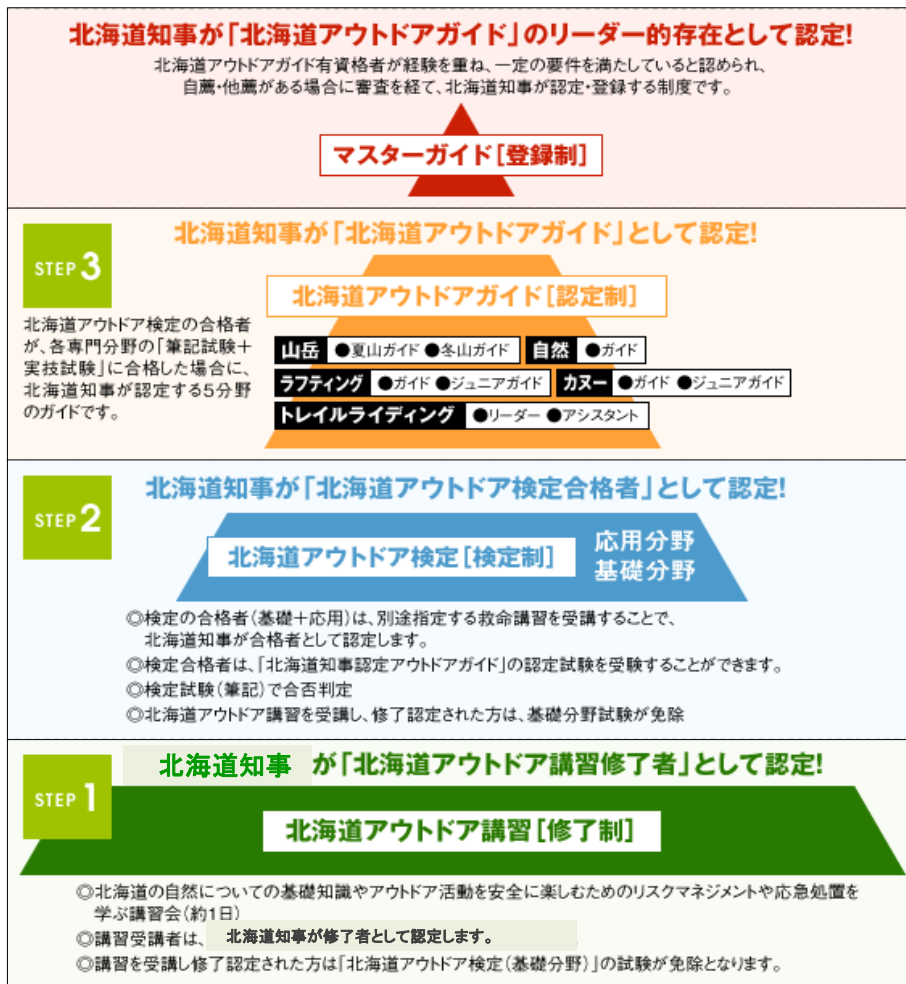 北海道知事が「北海道アウトドアガイド」のリーダー的存在として認定!
北海道アウトドアガイド有資格者が経験を重ね、一定の要件を満たしていると認められ、
自薦・他薦がある場合に審査を経て、北海道知事が認定・登録する制度です。
マスターガイド[登録制]
北海道知事が「北海道アウトドアガイド」として認定!
STEP 3
北海道アウトドアガイド[認定制]
北海道アウトドア検定の合格者
が、各専門分野の「筆記試験+
実技試験」に合格した場合に、
北海道知事が認定する5分野
のガイドです。
山岳 ●夏山ガイド ●冬山ガイド 自然 ●ガイド
ラフティング ●ガイド ●ジュニアガイド カヌー ●ガイド ●ジュニアガイド
トレイルライディング ●リーダー ●アシスタント
北海道知事が「北海道アウトドア検定合格者」として認定!
STEP 2
北海道アウトドア検定[検定制]
応用分野
基礎分野
◎検定の合格者(基礎+応用)は、別途指定する救命講習を受講することで、
北海道知事が合格者として認定します。
◎検定合格者は、「北海道知事認定アウトドアガイド」の認定試験を受験することができます。
◎検定試験(筆記)で合否判定
◎北海道アウトドア講習を受講し、修了認定された方は、基礎分野試験が免除
北海道知事 が「北海道アウトドア講習修了者」として認定!
STEP 1
北海道アウトドア講習[修了制]
◎北海道の自然についての基礎知識やアウトドア活動を安全に楽しむためのリスクマネジメントや応急処置を
学ぶ講習会(約1日)
◎講習受講者は、 北海道知事が修了者として認定します。
◎講習を受講し修了認定された方は「北海道アウトドア検定(基礎分野)」の試験が免除となります。